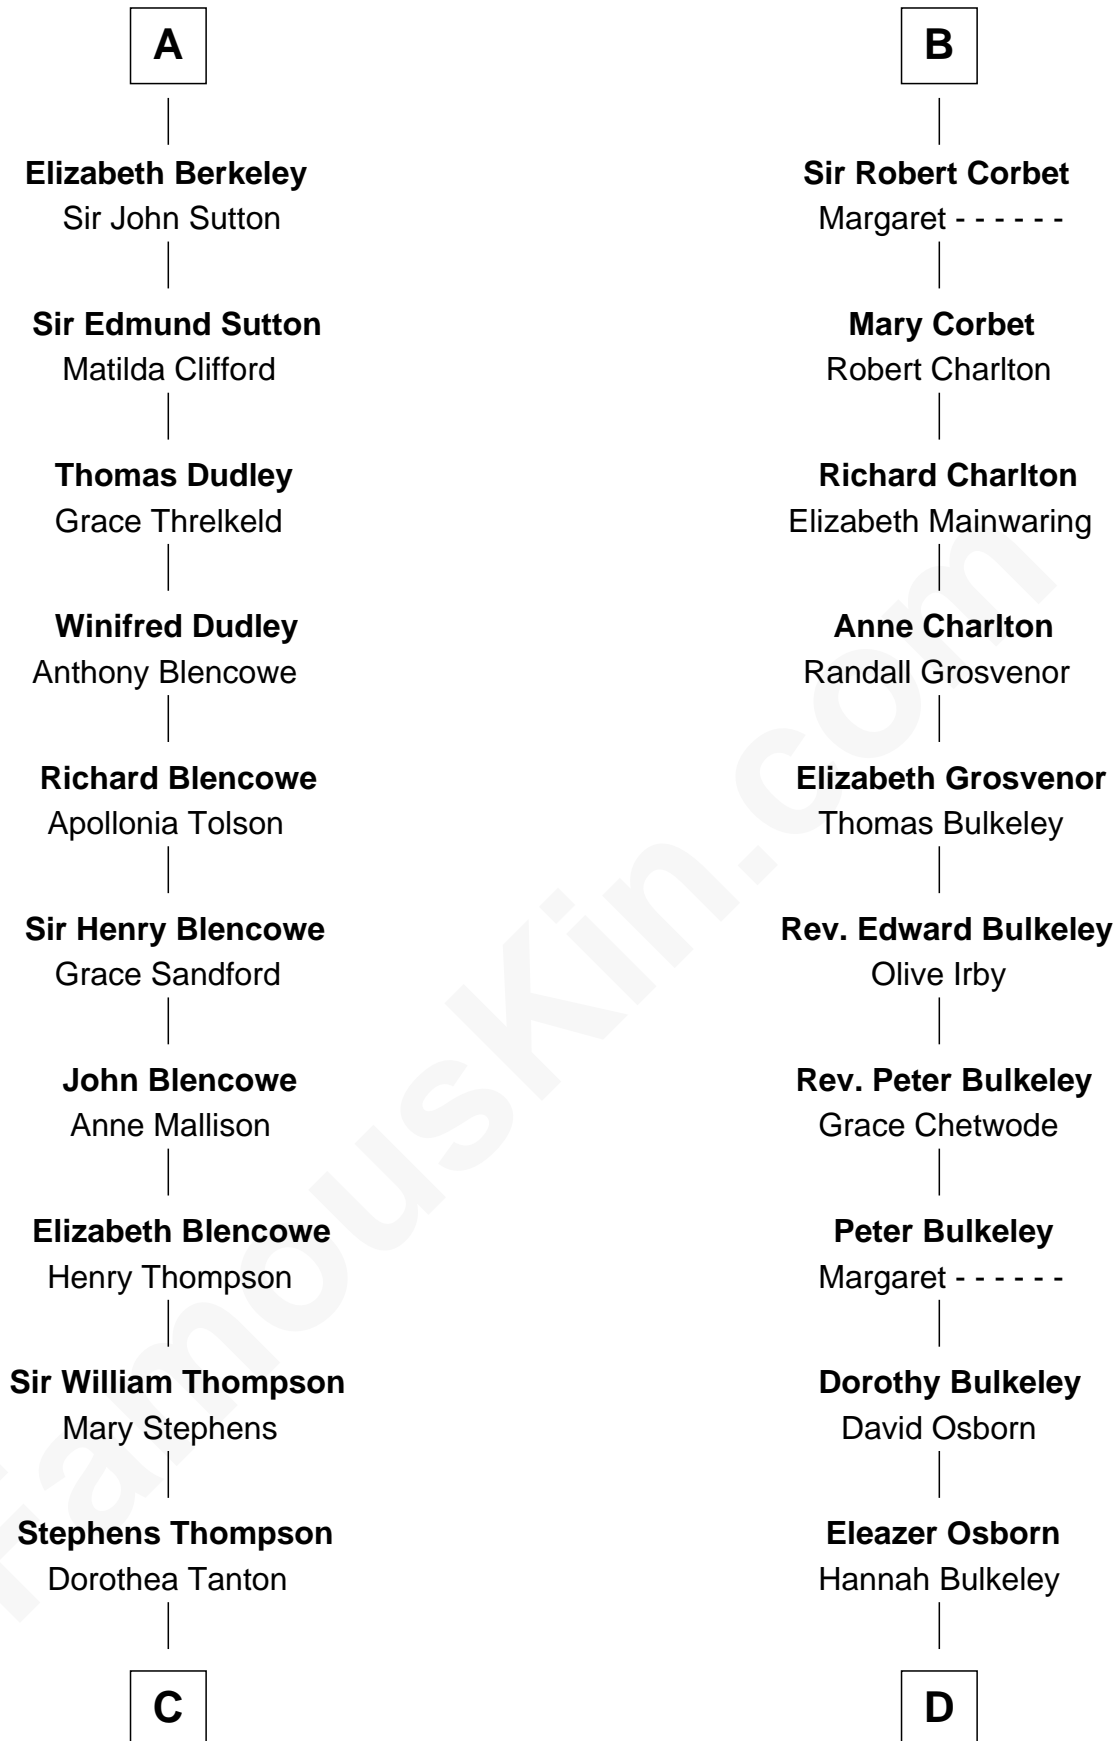 A
Elizabeth Berkeley
Sir John Sutton
Sir Edmund Sutton
Matilda Clifford
Thomas Dudley
Grace Threlkeld
Winifred Dudley
Anthony Blencowe
Richard Blencowe
Apollonia Tolson
Sir Henry Blencowe
Grace Sandford
John Blencowe
Anne Mallison
Elizabeth Blencowe
Henry Thompson
Sir William Thompson
Mary Stephens
Stephens Thompson
Dorothea Tanton
C
B
Sir Robert Corbet
Margaret - - - - - -
Mary Corbet
Robert Charlton
Richard Charlton
Elizabeth Mainwaring
Anne Charlton
Randall Grosvenor
Elizabeth Grosvenor
Thomas Bulkeley
Rev. Edward Bulkeley
Olive Irby
Rev. Peter Bulkeley
Grace Chetwode
Peter Bulkeley
Margaret - - - - - -
Dorothy Bulkeley
David Osborn
Eleazer Osborn
Hannah Bulkeley
D
FamousKin.com